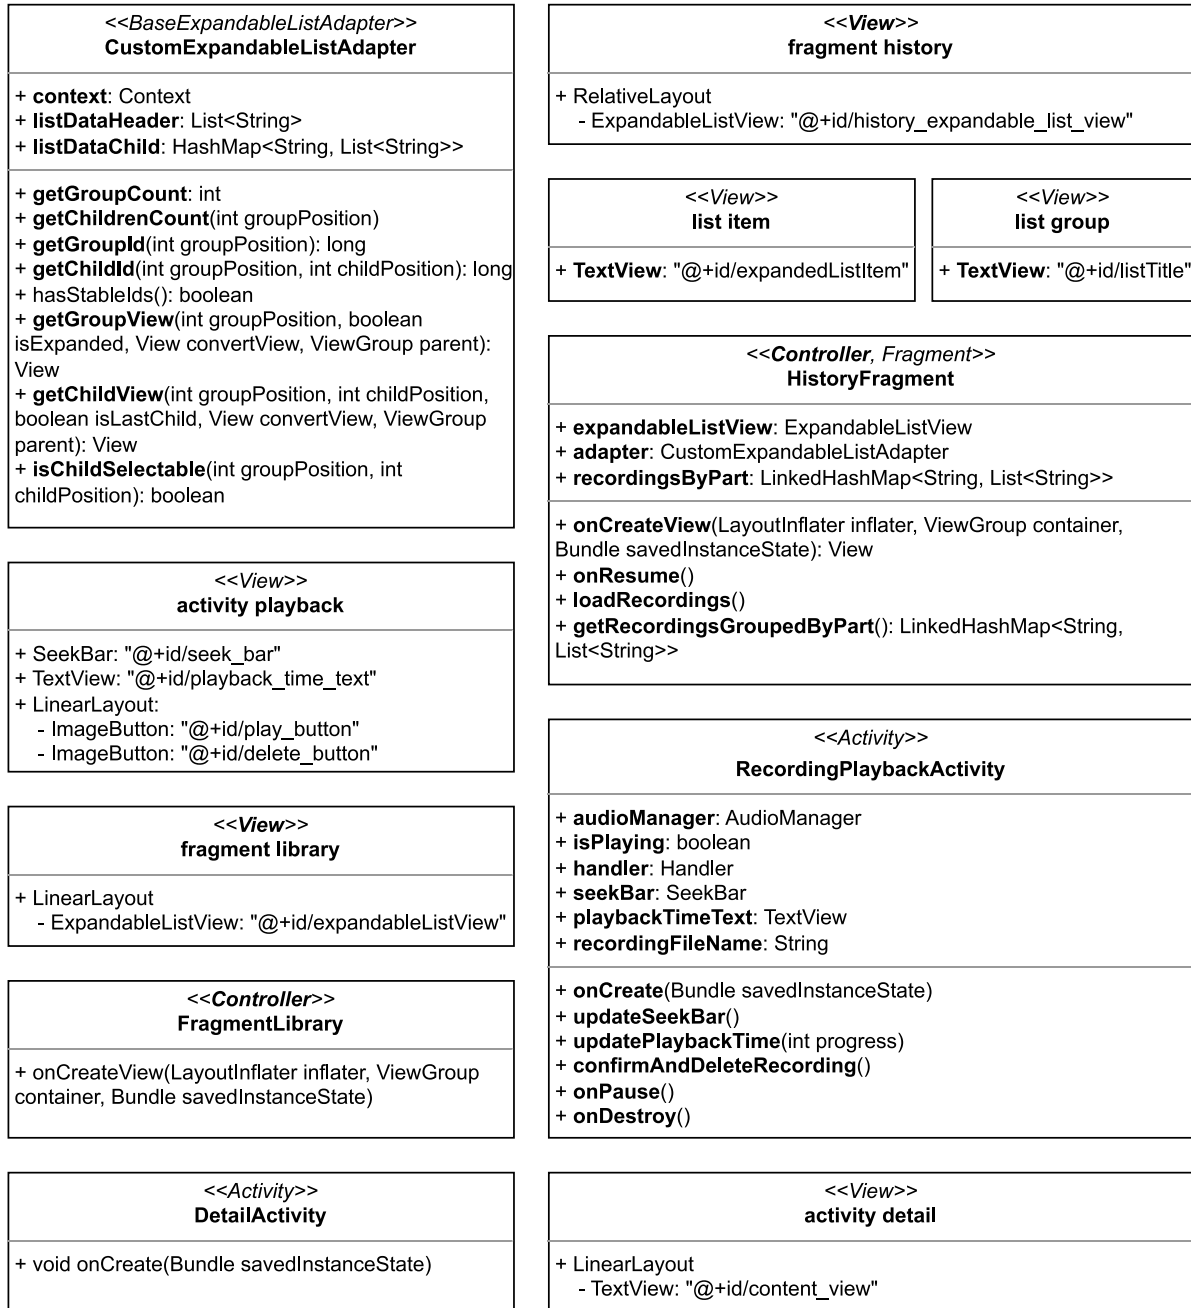 <<BaseExpandableListAdapter>>
CustomExpandableListAdapter
+ context: Context
+ listDataHeader: List<String>
+ listDataChild: HashMap<String, List<String>>
+ getGroupCount: int
+ getChildrenCount(int groupPosition)
+ getGroupId(int groupPosition): long
+ getChildId(int groupPosition, int childPosition): long
+ hasStableIds(): boolean
+ getGroupView(int groupPosition, boolean
isExpanded, View convertView, ViewGroup parent):
View
+ getChildView(int groupPosition, int childPosition,
boolean isLastChild, View convertView, ViewGroup
parent): View
+ isChildSelectable(int groupPosition, int
childPosition): boolean
<<View>>
activity playback
+ SeekBar: "@+id/seek_bar"
+ TextView: "@+id/playback_time_text"
+ LinearLayout:
- ImageButton: "@+id/play_button"
- ImageButton: "@+id/delete_button"
<<View>>
fragment library
+ LinearLayout
- ExpandableListView: "@+id/expandableListView"
<<Controller>>
FragmentLibrary
+ onCreateView(LayoutInflater inflater, ViewGroup
container, Bundle savedInstanceState)
<<Activity>>
DetailActivity
+ void onCreate(Bundle savedInstanceState)
<<View>>
fragment history
+ RelativeLayout
- ExpandableListView: "@+id/history_expandable_list_view"
<<View>>
list item
+ TextView: "@+id/expandedListItem"
<<View>>
list group
+ TextView: "@+id/listTitle"
<<Controller, Fragment>>
HistoryFragment
+ expandableListView: ExpandableListView
+ adapter: CustomExpandableListAdapter
+ recordingsByPart: LinkedHashMap<String, List<String>>
+ onCreateView(LayoutInflater inflater, ViewGroup container,
Bundle savedInstanceState): View
+ onResume()
+ loadRecordings()
+ getRecordingsGroupedByPart(): LinkedHashMap<String,
List<String>>
<<Activity>>
RecordingPlaybackActivity
+ audioManager: AudioManager
+ isPlaying: boolean
+ handler: Handler
+ seekBar: SeekBar
+ playbackTimeText: TextView
+ recordingFileName: String
+ onCreate(Bundle savedInstanceState)
+ updateSeekBar()
+ updatePlaybackTime(int progress)
+ confirmAndDeleteRecording()
+ onPause()
+ onDestroy()
<<View>>
activity detail
+ LinearLayout
- TextView: "@+id/content_view"